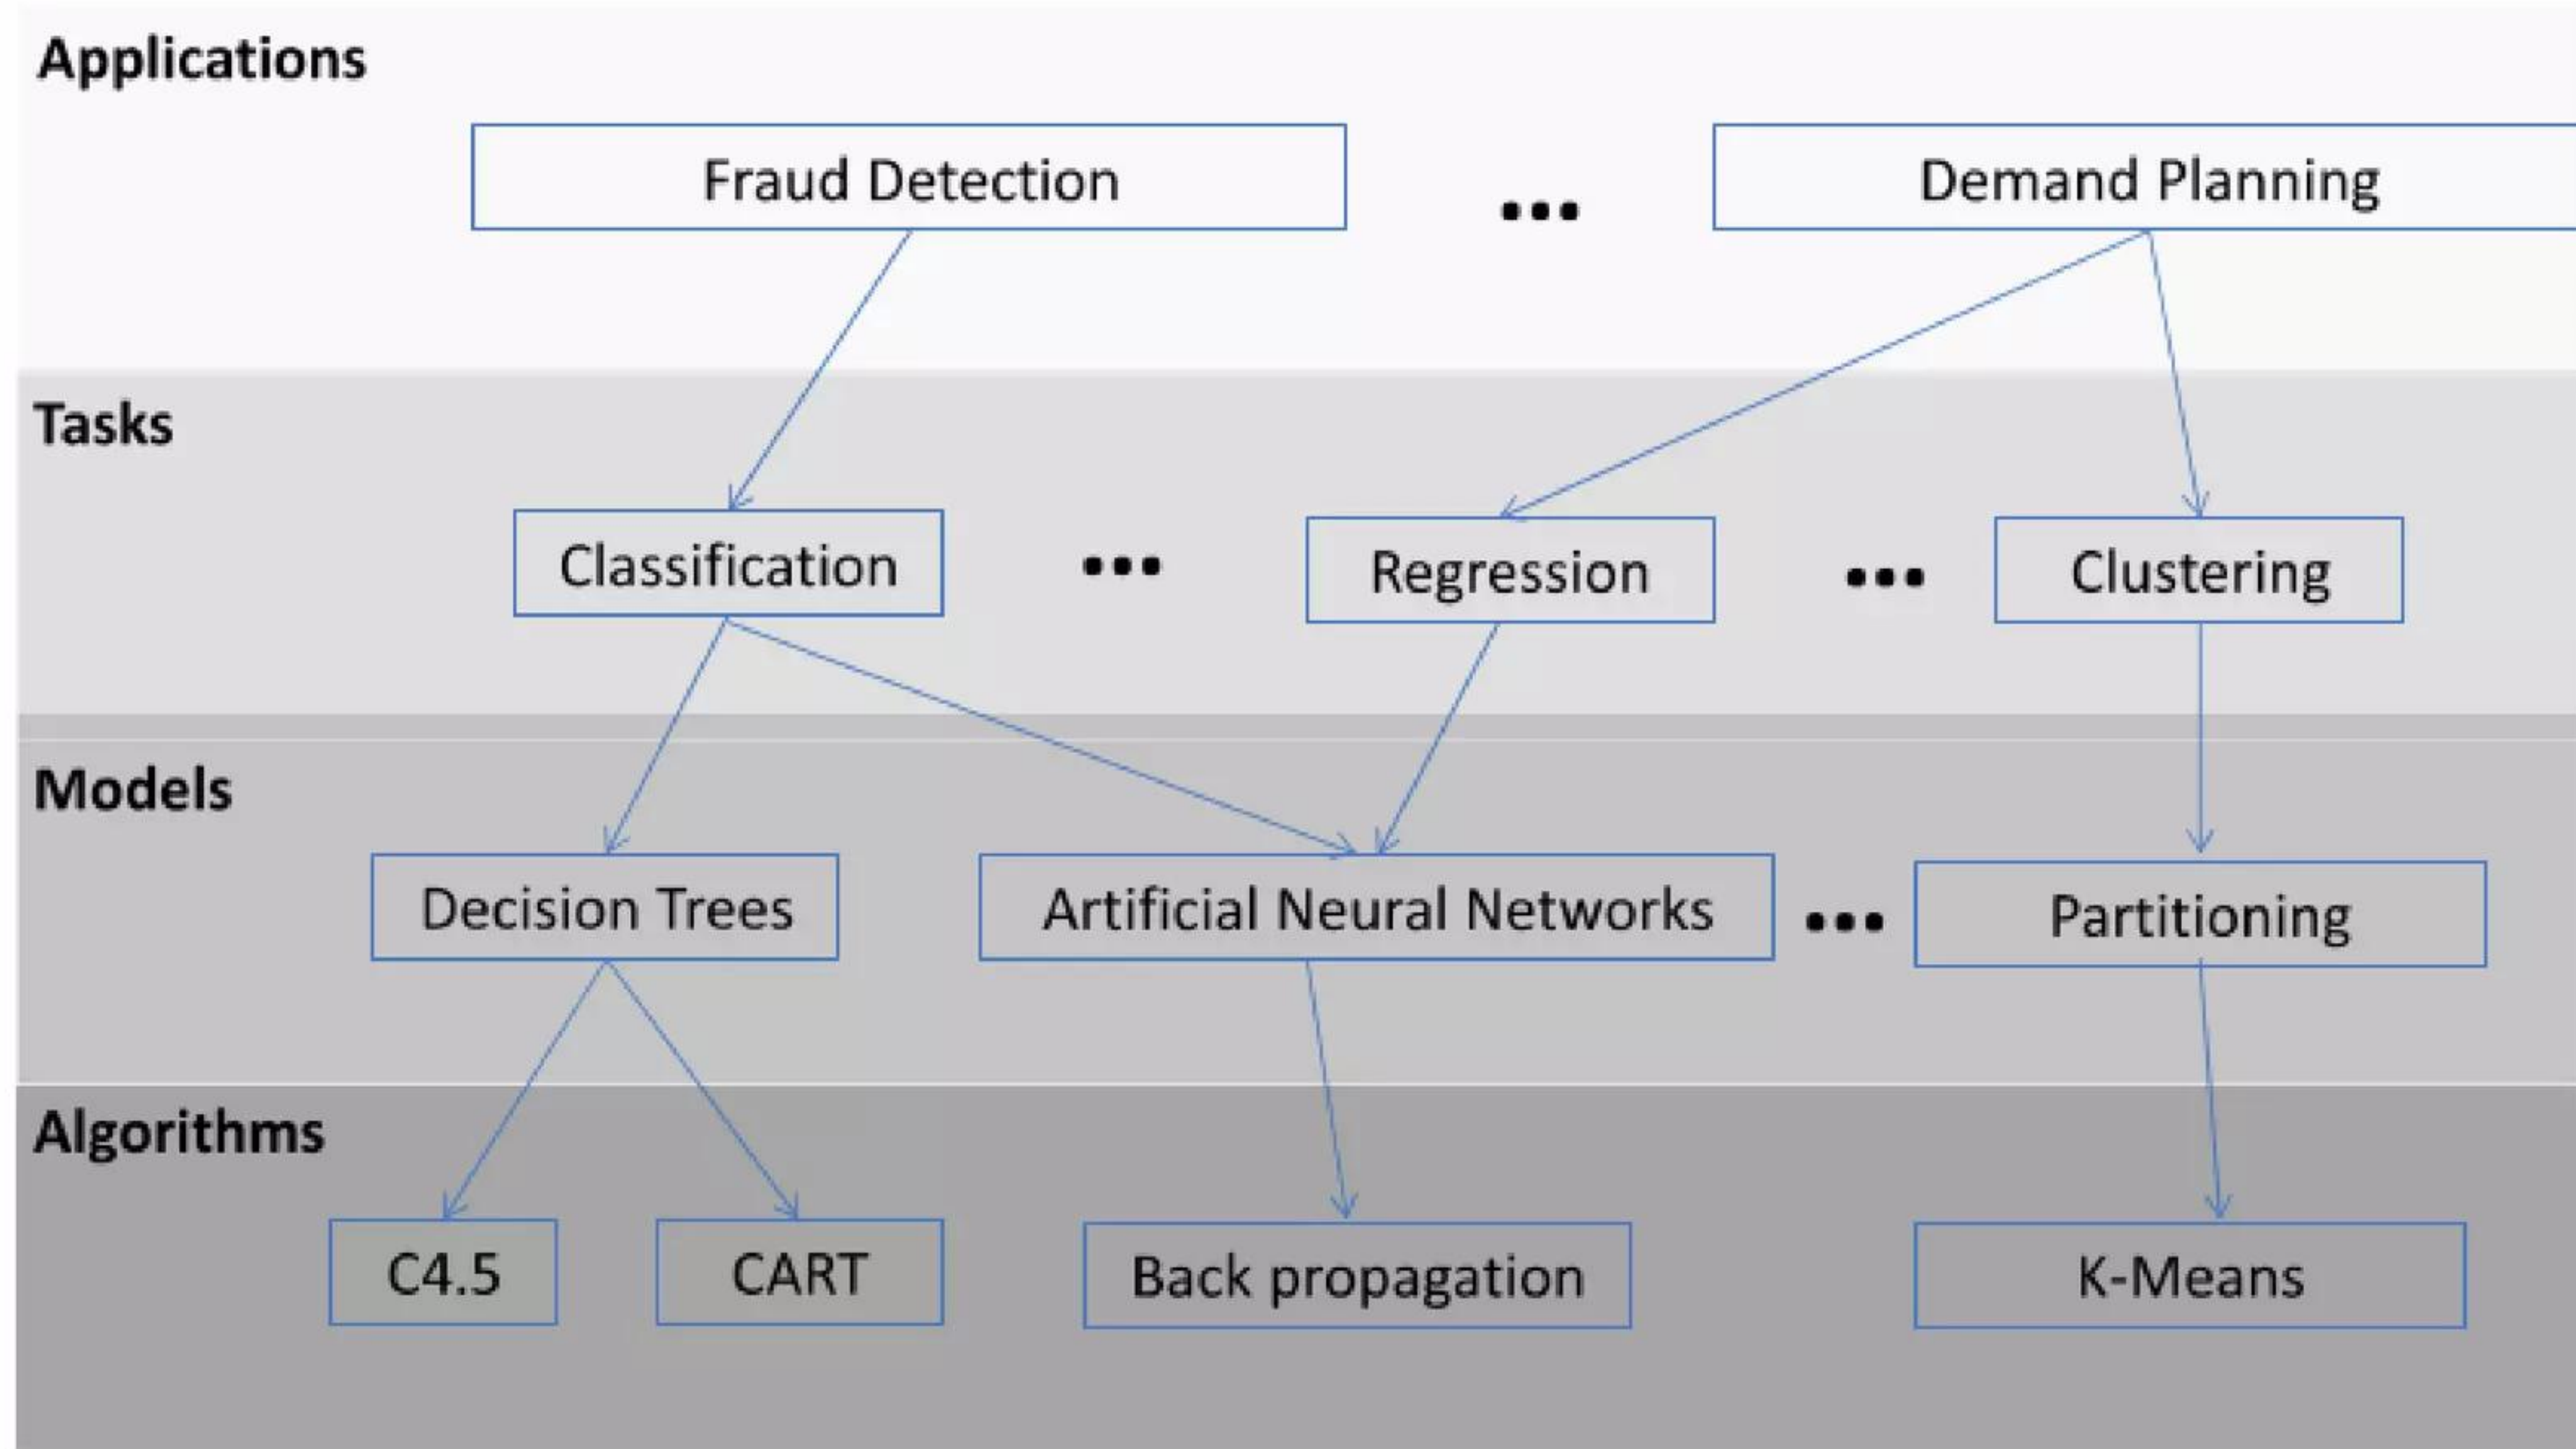 Applications
Fraud Detection
...
Demand Planning
Tasks
Classification
...
Regression
...
Clustering
Models
Decision Trees
Artificial Neural Networks
...
Partitioning
Algorithms
C4.5
CART
Back propagation
K-Means